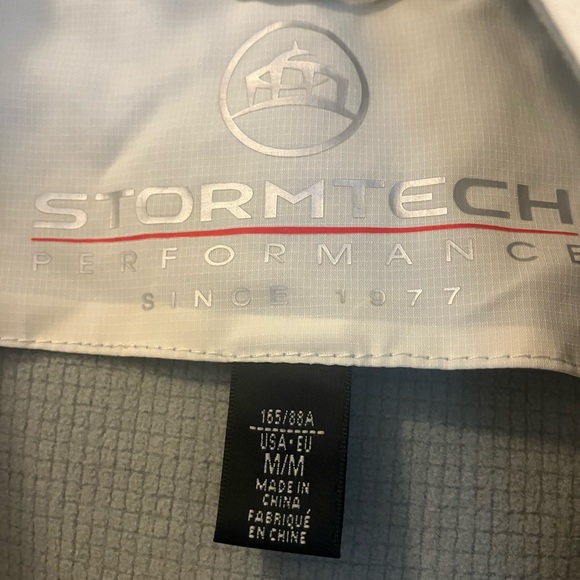 STORMTECH
PERFORMANCE
SINCE 1977
165/88A
USA·EU
M/M
MADE IN
CHINA
FABRIQUÉ
EN CHINE